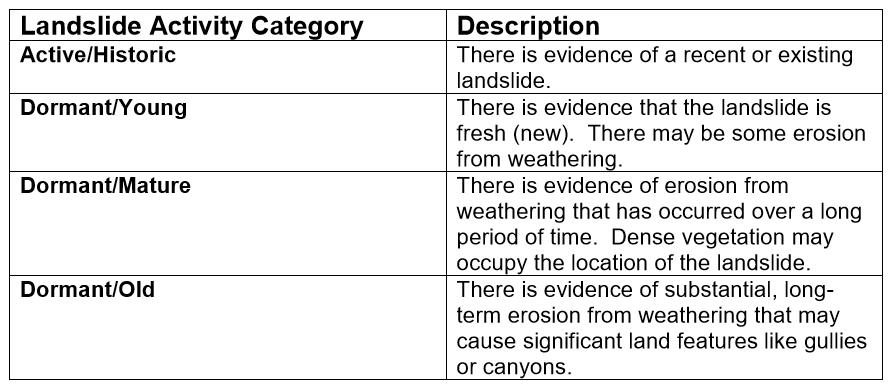 Landslide Activity Category Description
Active/Historic There is evidence of a recent or existing
landslide.
Dormant/Young There is evidence that the landslide is
fresh (new).  There may be some erosion
from weathering.
Dormant/Mature There is evidence of erosion from
weathering that has occurred over a long
period of time.  Dense vegetation may
occupy the location of the landslide.
Dormant/Old There is evidence of substantial, long-
term erosion from weathering that may
cause significant land features like gullies
or canyons.